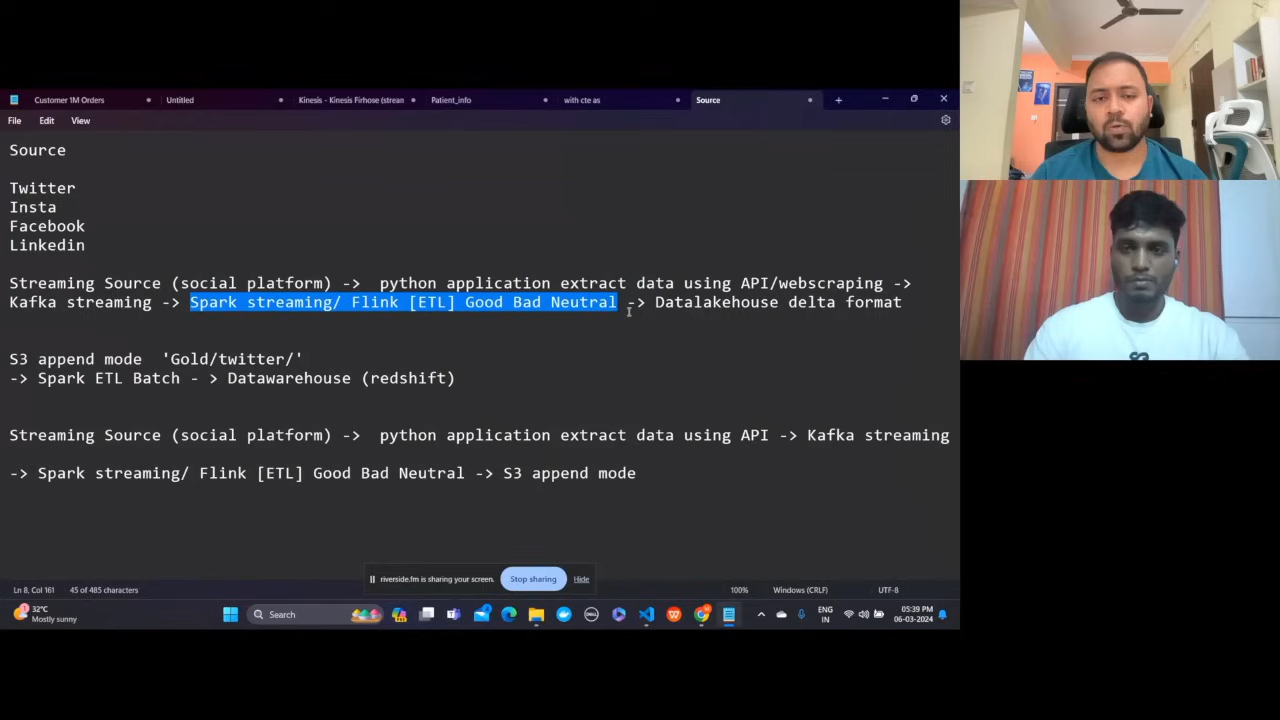 Customer 1M Orders
Untitled
Kinesis - Kinesis Firhose (stream
Patient_info
with cte as
Source
File Edit View
Source
Twitter
Insta
Facebook
Linkedin
Streaming Source (social platform) -> python application extract data using API/webscraping ->
Kafka streaming -> Spark streaming/ Flink [ETL] Good Bad Neutral -> Datalakehouse delta format
S3 append mode 'Gold/twitter/'
-> Spark ETL Batch - > Datawarehouse (redshift)
Streaming Source (social platform) -> python application extract data using API -> Kafka streaming
-> Spark streaming/ Flink [ETL] Good Bad Neutral -> S3 append mode
riverside.fm is sharing your screen. Stop sharing Hide
Ln 8, Col 161 45 of 485 characters 100% Windows (CRLF) UTF-8
32°C
Mostly sunny
Search
DELL
ENG
IN
05:39 PM
06-03-2024